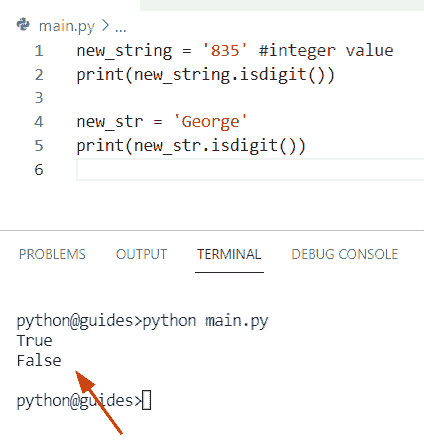 main.py > ...
1 new_string = '835' #integer value
2 print(new_string.isdigit())
3
4 new_str = 'George'
5 print(new_str.isdigit())
6
PROBLEMS OUTPUT TERMINAL DEBUG CONSOLE
python@guides>python main.py
True
False
python@guides>